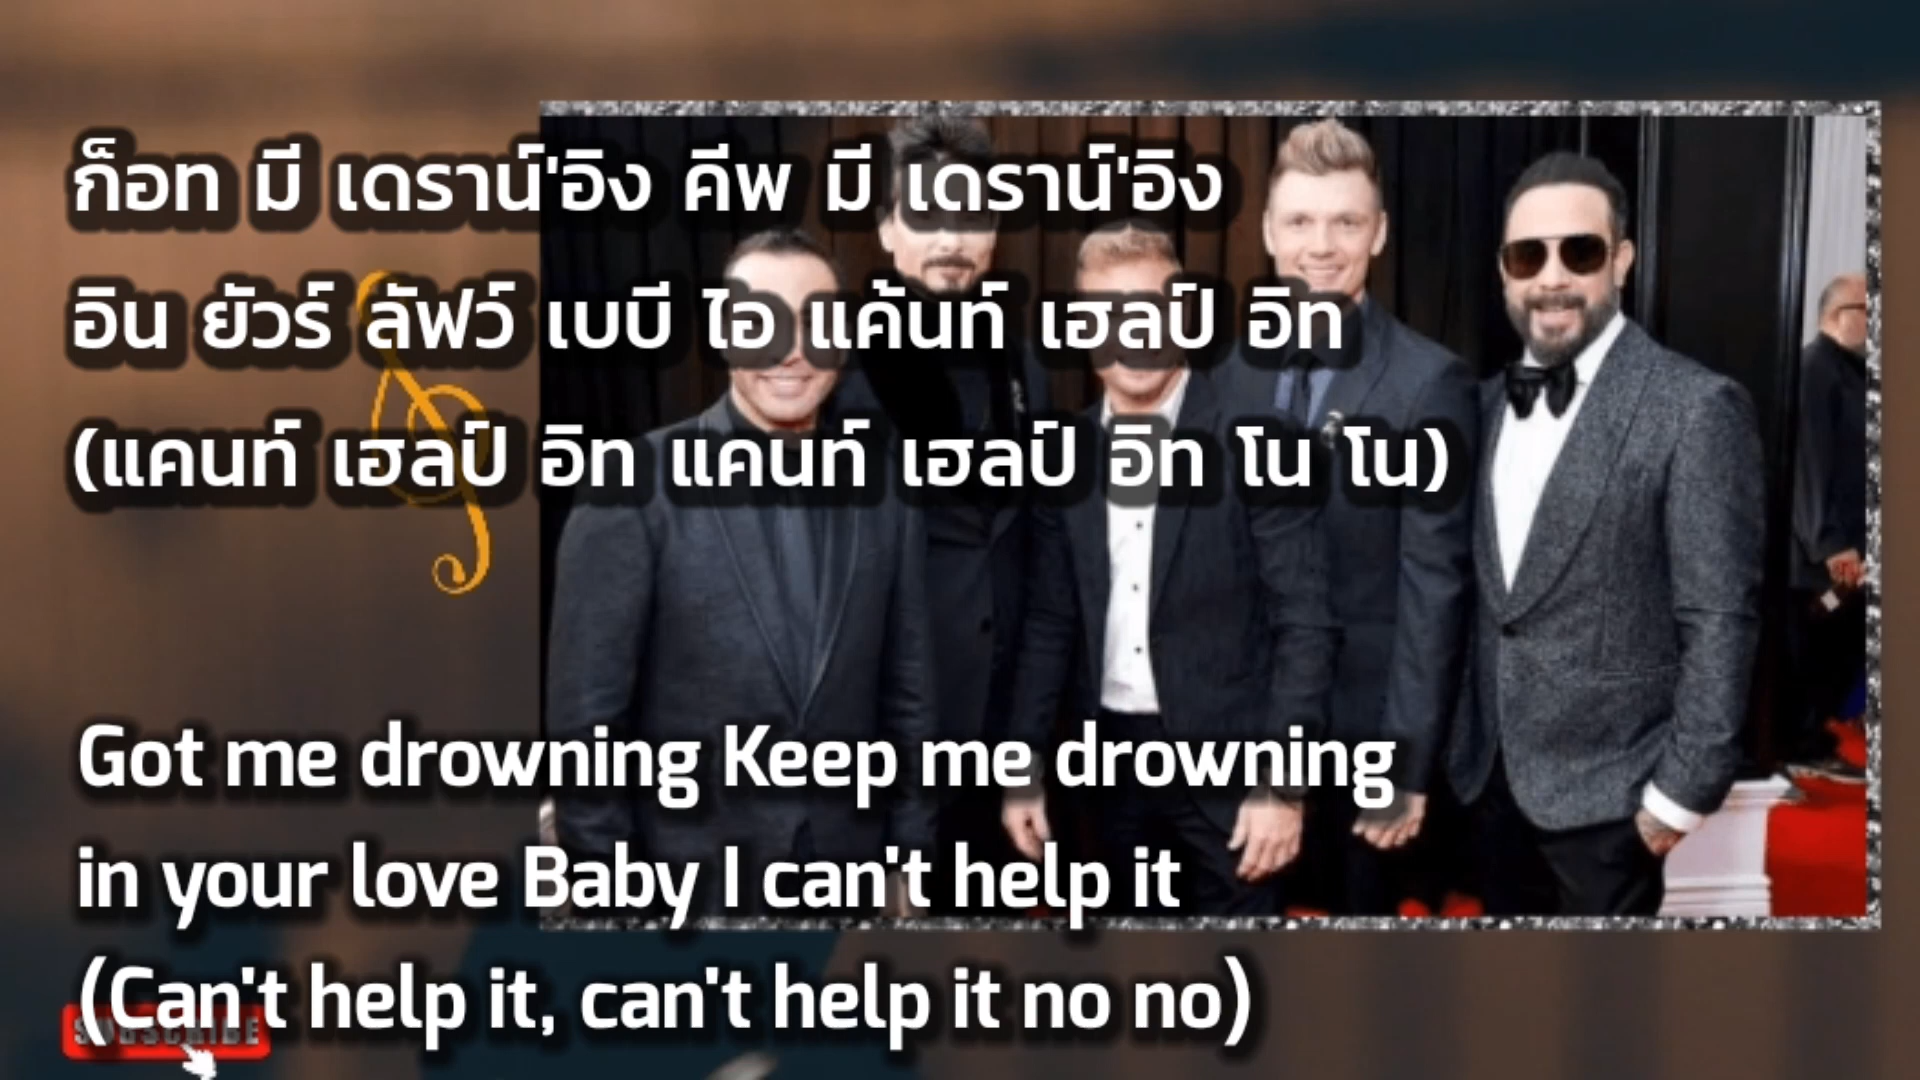 ก็อท มี เดราน์'อิง คีพ มี เดราน์'อิง
อิน ยัวร์ ลัฟว์ เบบี ไอ แค้นท์ เฮลป์ อิท
(แคนท์ เฮลป์ อิท แคนท์ เฮลป์ อิท โน โน)
Got me drowning Keep me drowning
in your love Baby I can't help it
(Can't help it, can't help it no no)
SUBSCRIBE